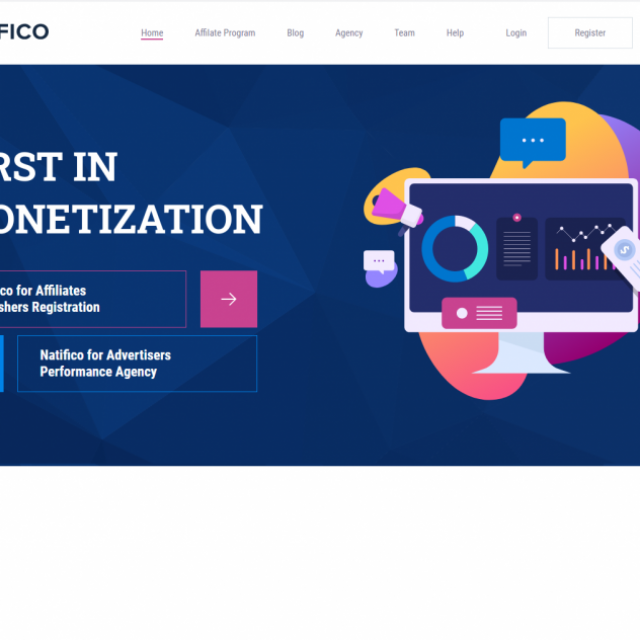 FICO
Home Affiliate Program Blog Agency Team Help Login Register
RST IN
ONETIZATION
co for Affiliates
shers Registration
Natifico for Advertisers
Performance Agency